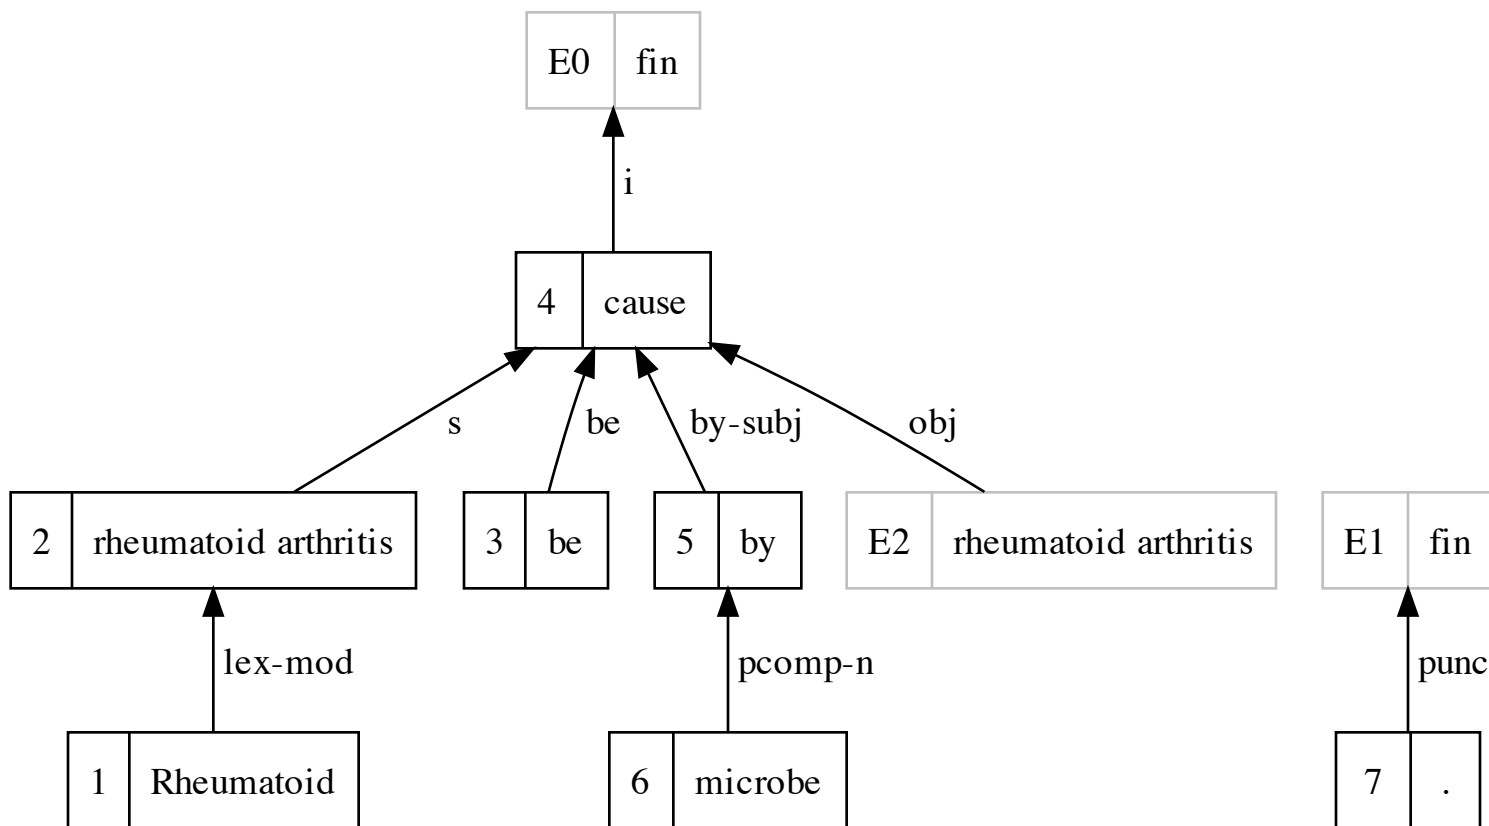 E0 fin
i
4 cause
s be by-subj obj
2 rheumatoid arthritis 3 be 5 by E2 rheumatoid arthritis E1 fin
lex-mod pcomp-n punc
1 Rheumatoid 6 microbe 7 .